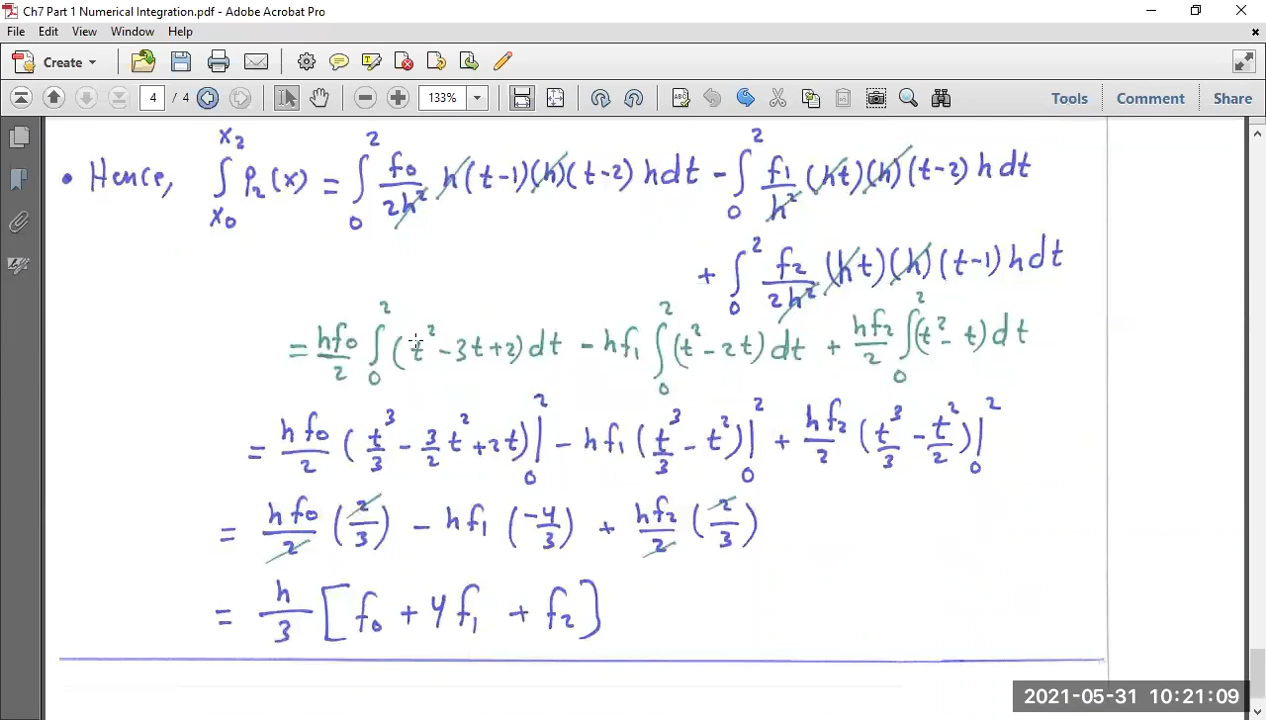 Ch7 Part 1 Numerical Integration.pdf - Adobe Acrobat Pro
File Edit View Window Help
Create
4 / 4 133% Tools Comment Share
• Hence, ∫_{x₀}^{x₂} P₂(x) = ∫_0^2 f₀/2h² h(t-1)(h)(t-2) h dt - ∫_0^2 f₁/h² (ht)(h)(t-2) h dt
+ ∫_0^2 f₂/2h² (ht)(h)(t-1) h dt
= hf₀/2 ∫_0^2 (t² - 3t + 2) dt - hf₁ ∫_0^2 (t² - 2t) dt + hf₂/2 ∫_0^2 (t² - t) dt
= hf₀/2 (t³/3 - 3/2 t² + 2t)|_0^2 - hf₁ (t³/3 - t²)|_0^2 + hf₂/2 (t³/3 - t²/2)|_0^2
= hf₀/2 (2/3) - hf₁ (-4/3) + hf₂/2 (2/3)
= h/3 [f₀ + 4f₁ + f₂]
2021-05-31 10:21:09